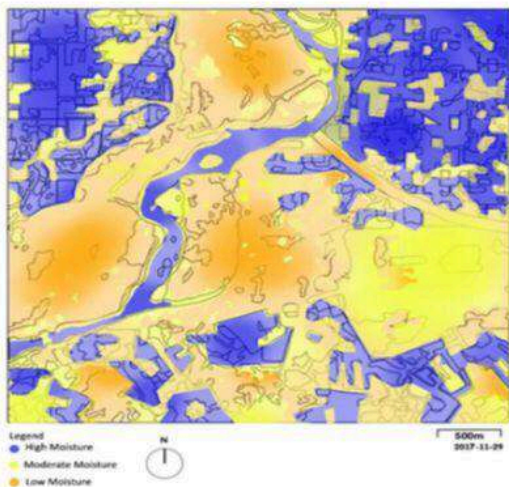 Legend
High Moisture
Moderate Moisture
Low Moisture
N
500m
2017-11-29